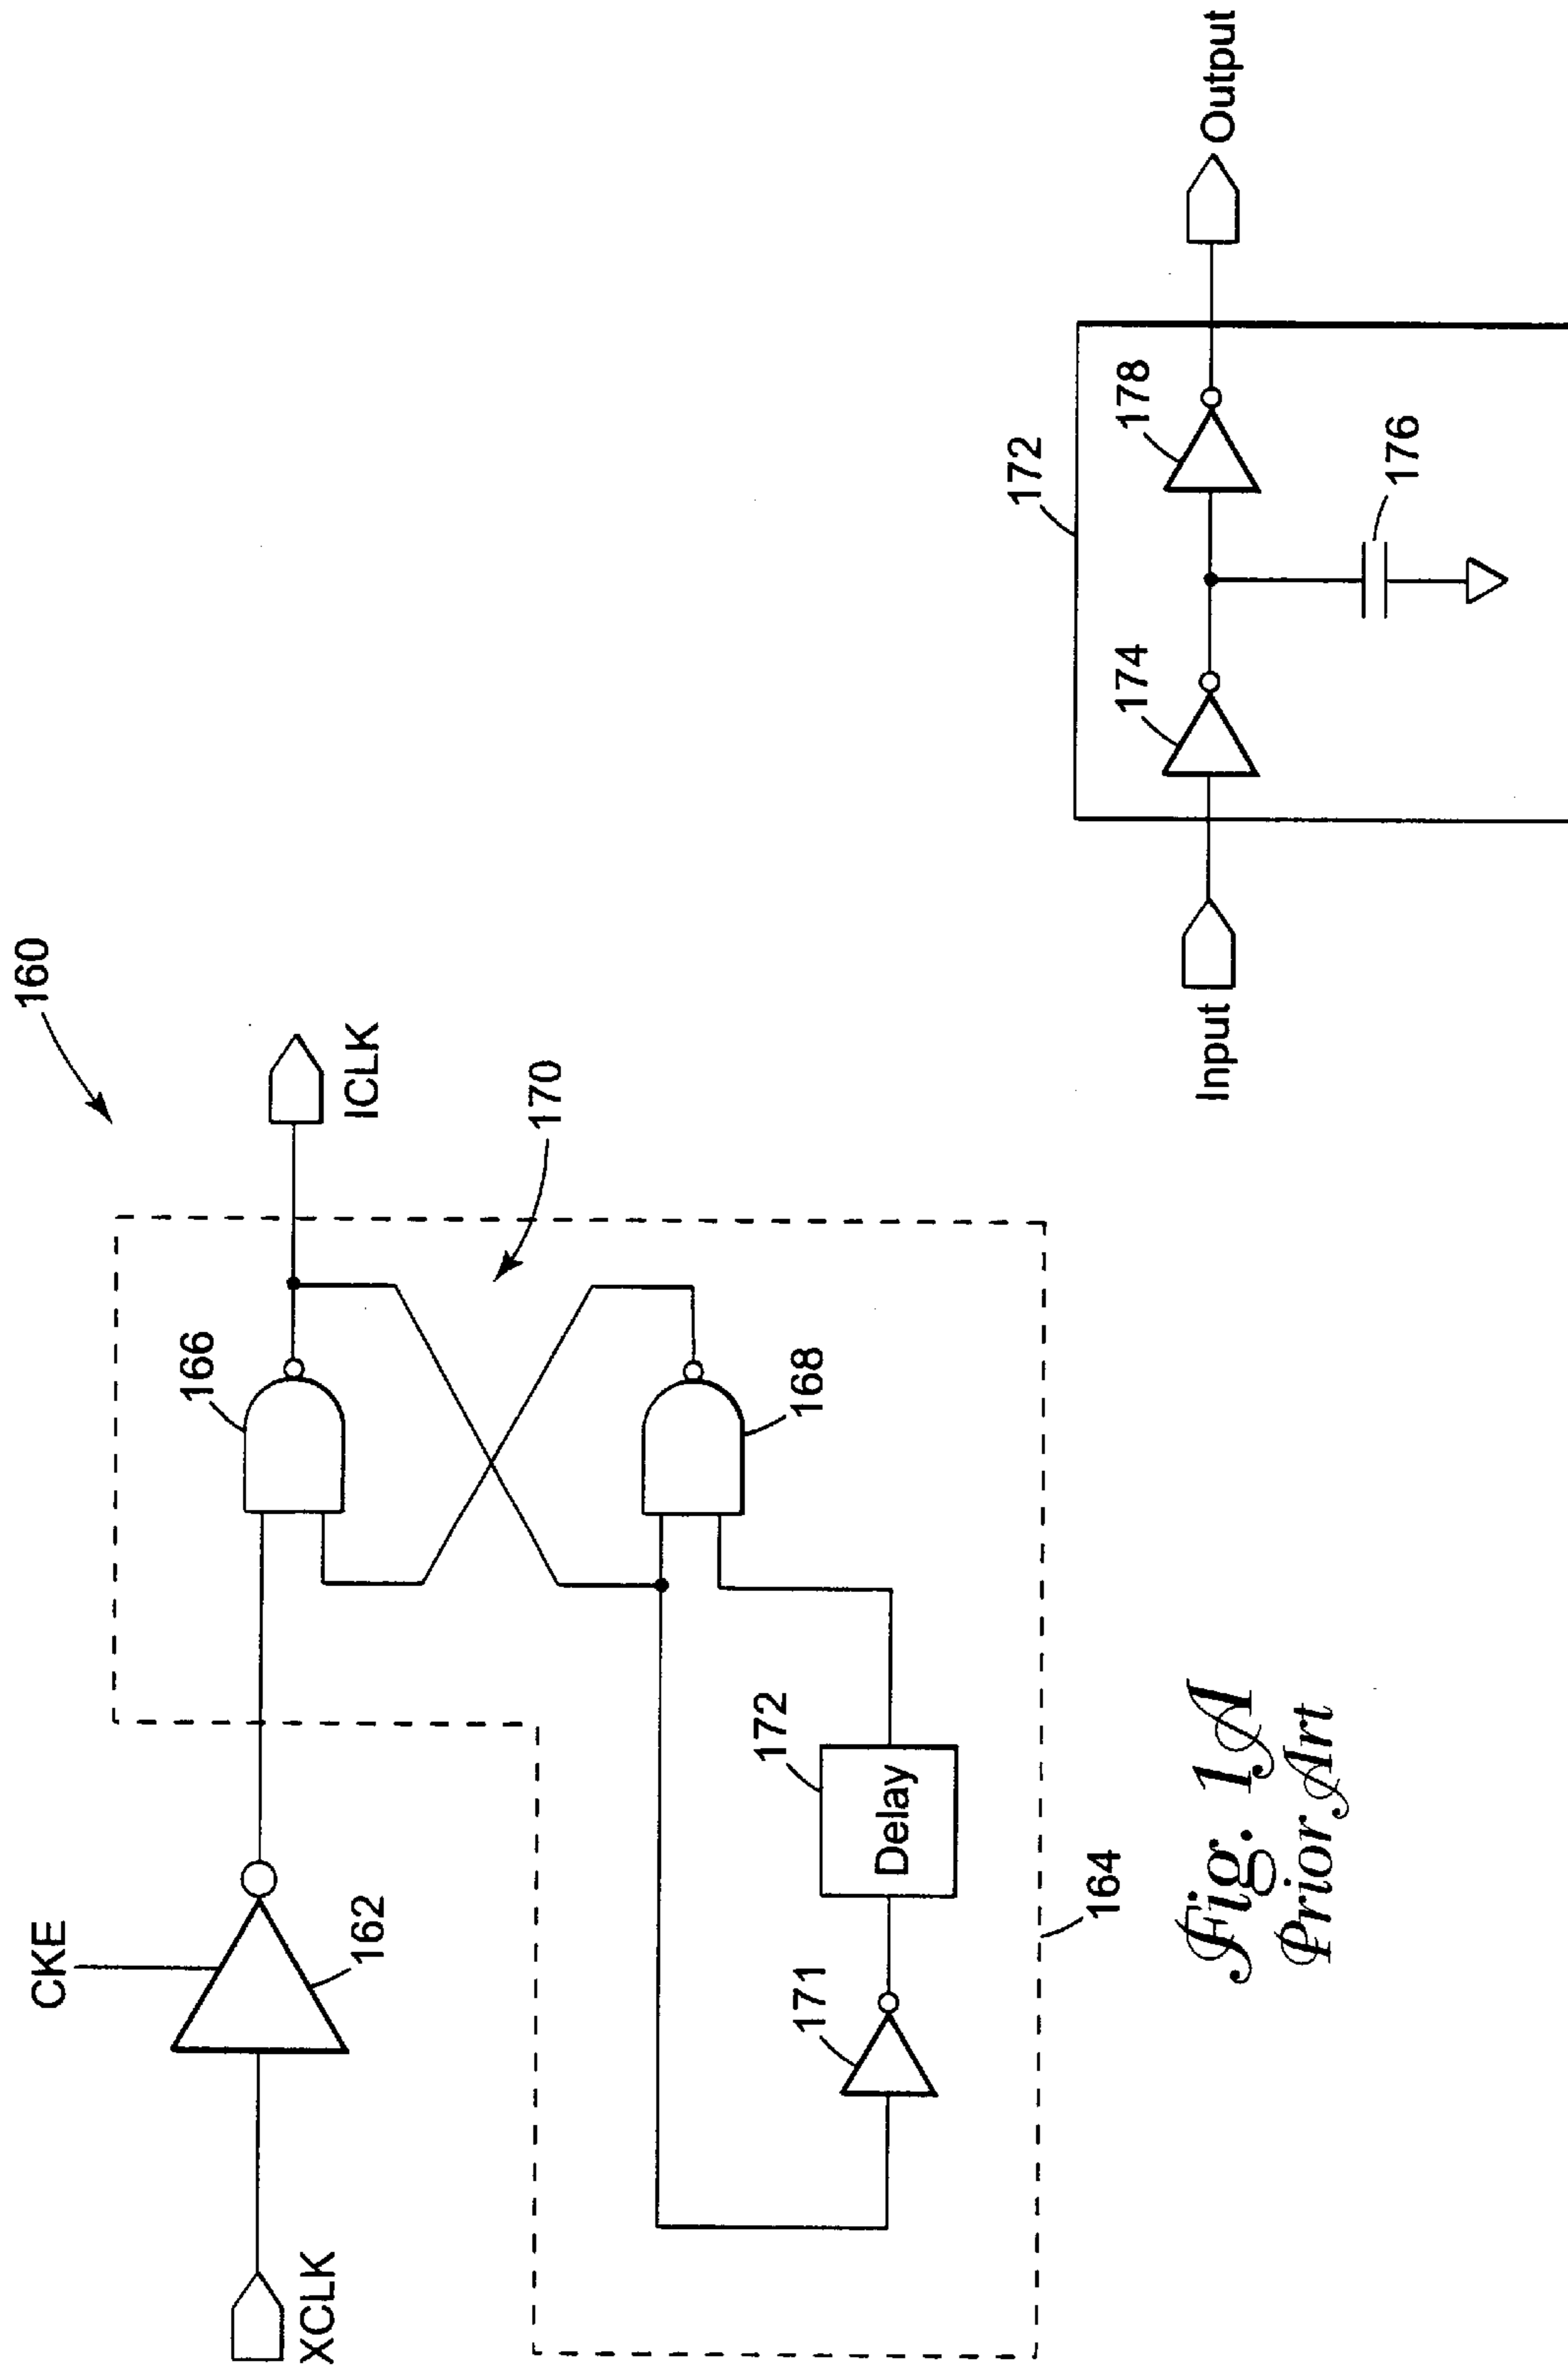 160
CKE
XCLK
162
166
ICLK
170
168
171
172
Delay
164
172
Input
174
178
176
Output
Fig. 1A
Prior Art